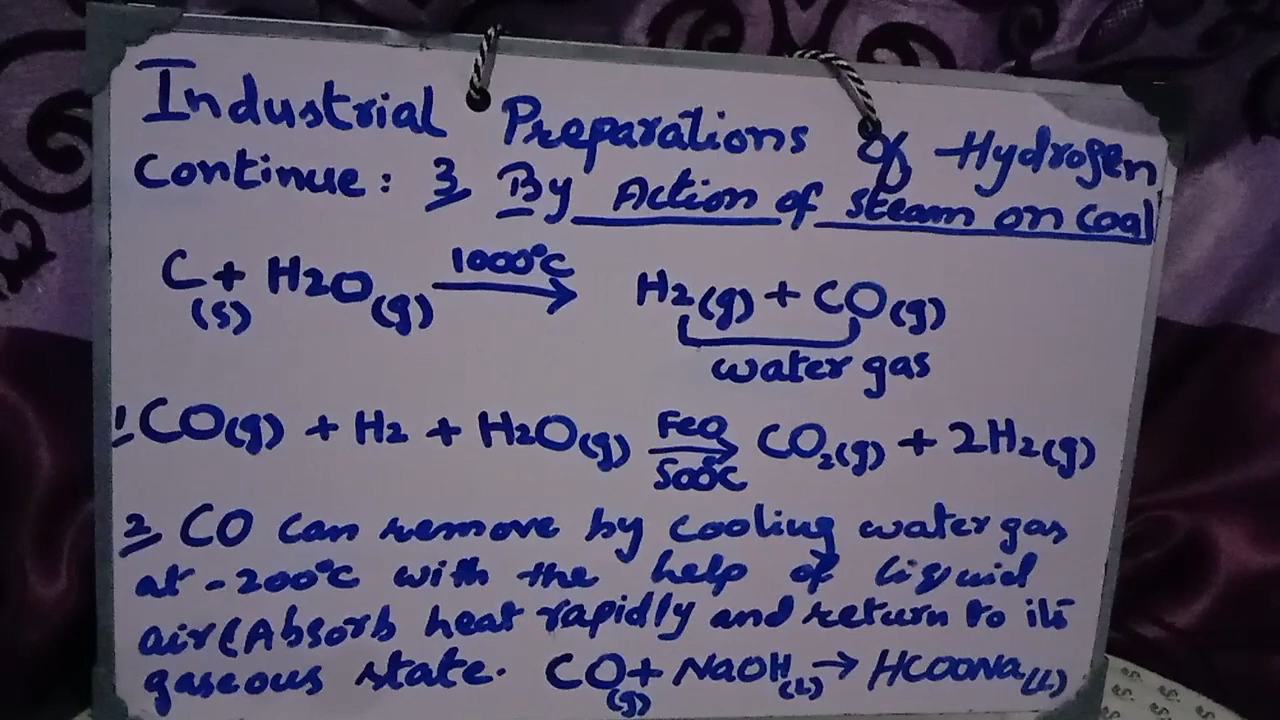 Industrial Preparations of Hydrogen
Continue: 3 By Action of steam on coal
C(s) + H2O(g) 1000°C → H2(g) + CO(g)
water gas
1 CO(g) + H2 + H2O(g) FeO 500°C → CO2(g) + 2H2(g)
2 CO can remove by cooling water gas
at -200°C with the help of liquid
air (Absorb heat rapidly and return to its
gaseous state. CO(g) + NaOH(l) → HCOONa(l)